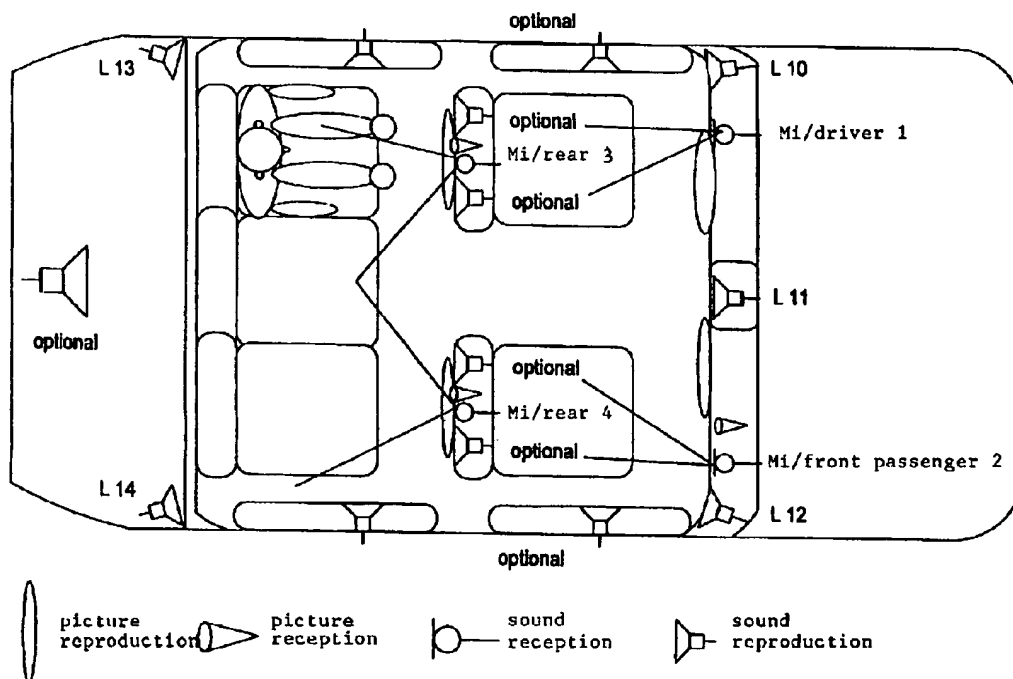 optional
L 13
L 10
optional
Mi/driver 1
Mi/rear 3
optional
L 11
optional
optional
Mi/rear 4
optional
Mi/front passenger 2
L 14
L 12
optional
picture
reproduction
picture
reception
sound
reception
sound
reproduction